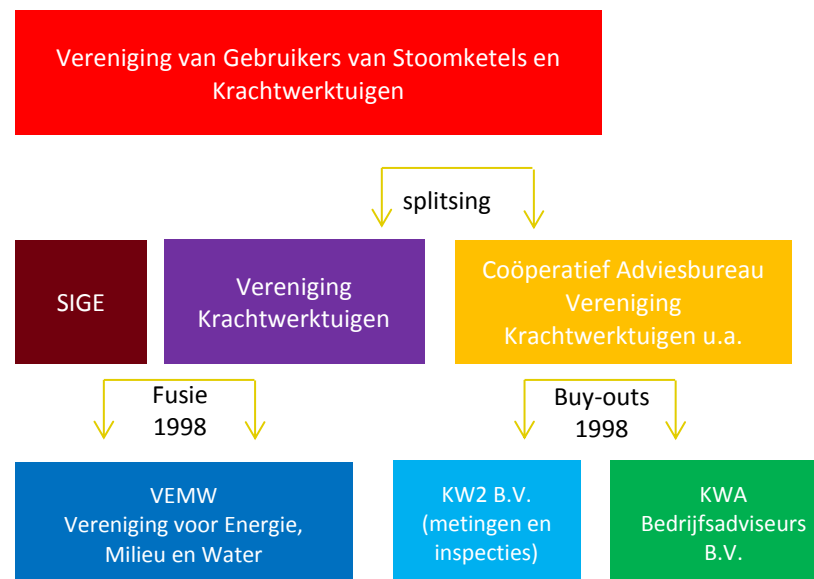 Vereniging van Gebruikers van Stoomketels en
Krachtwerktuigen
splitsing
SIGE
Vereniging
Krachtwerktuigen
Coöperatief Adviesbureau
Vereniging
Krachtwerktuigen u.a.
Fusie
1998
Buy-outs
1998
VEMW
Vereniging voor Energie,
Milieu en Water
KW2 B.V.
(metingen en
inspecties)
KWA
Bedrijfsadviseurs
B.V.